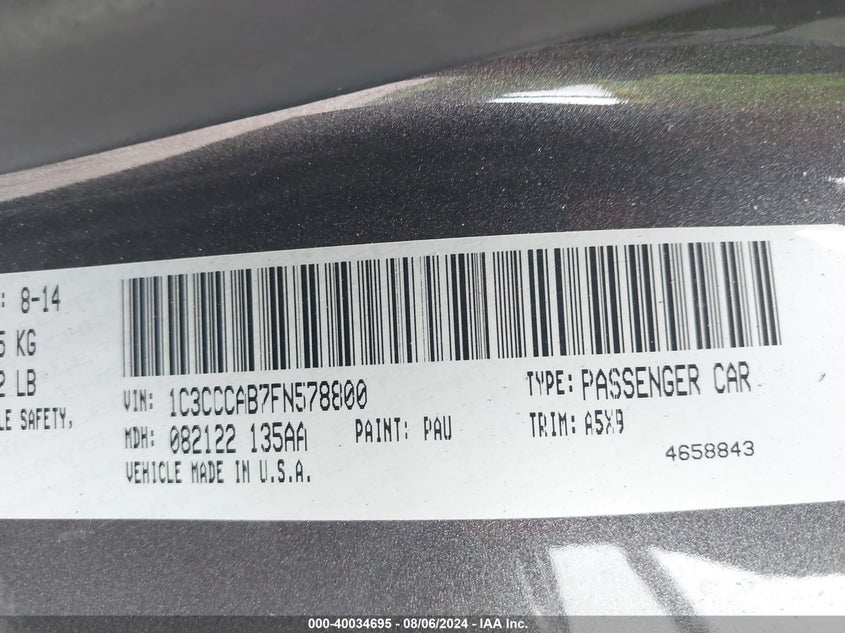 : 8-14
5 KG
2 LB
LE SAFETY,
VIN: 1C3CCCAB7FN578800
TYPE: PASSENGER CAR
MDH: 082122 135AA
PAINT: PAU
TRIM: A5X9
VEHICLE MADE IN U.S.A.
4658843
000-40034695 - 08/06/2024 - IAA Inc.